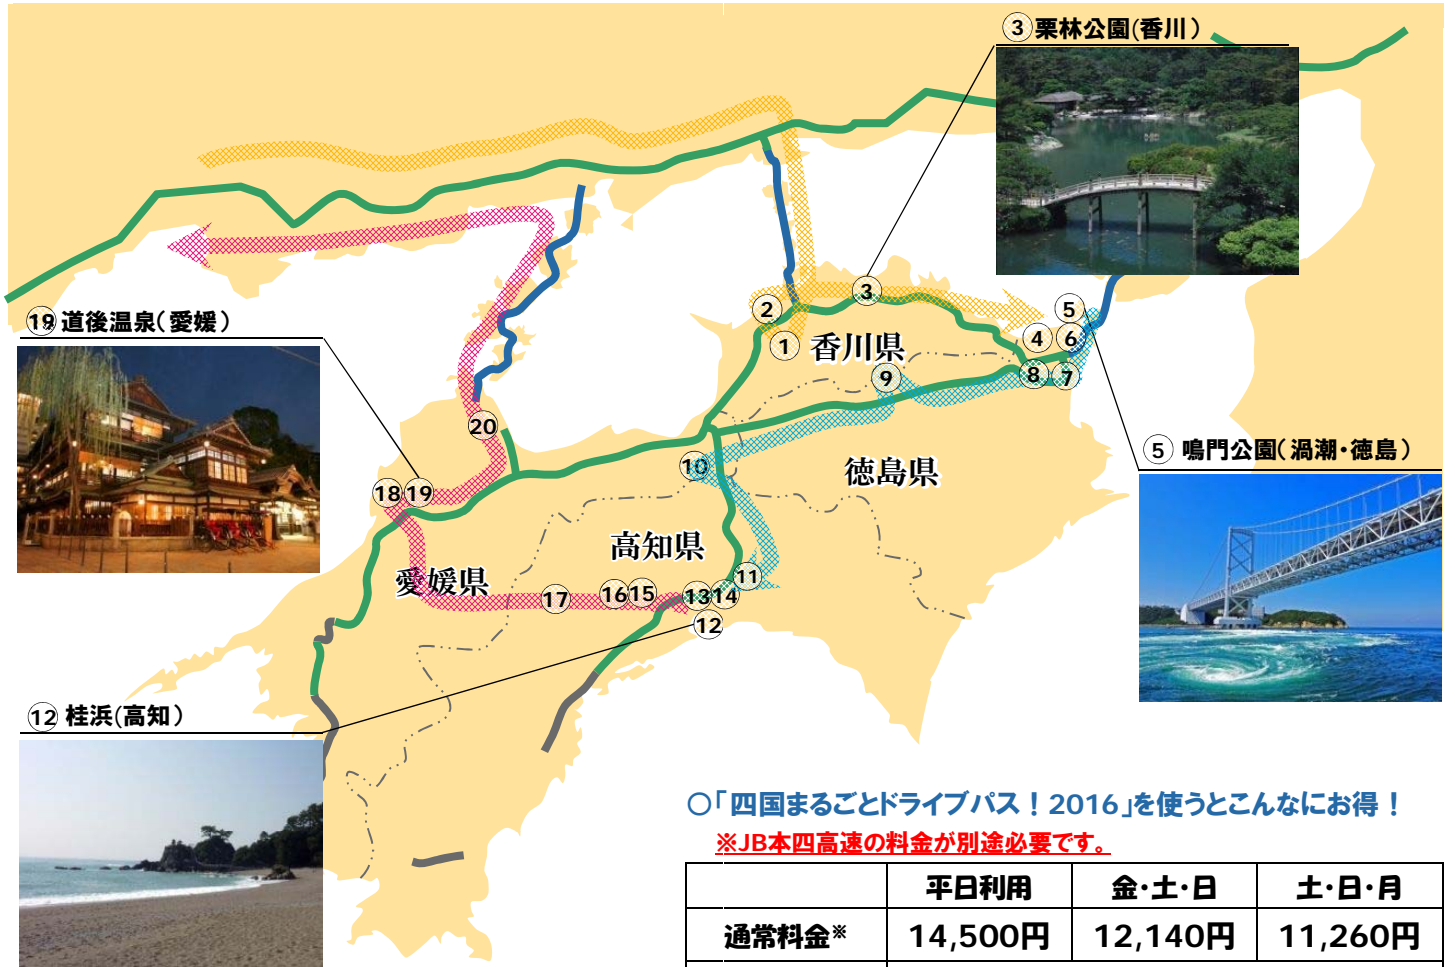 ③栗林公園(香川)
⑲道後温泉(愛媛)
②
③
⑤
①
香川県
④
⑥
⑨
⑧
⑦
⑳
⑤鳴門公園(渦潮・徳島)
⑩
徳島県
⑱
⑲
高知県
愛媛県
⑪
⑰
⑯
⑮
⑬
⑭
⑫
⑫桂浜(高知)
○「四国まるごとドライブパス！2016」を使うとこんなにお得！
※JB本四高速の料金が別途必要です。
平日利用 金・土・日 土・日・月
通常料金※ 14,500円 12,140円 11,260円